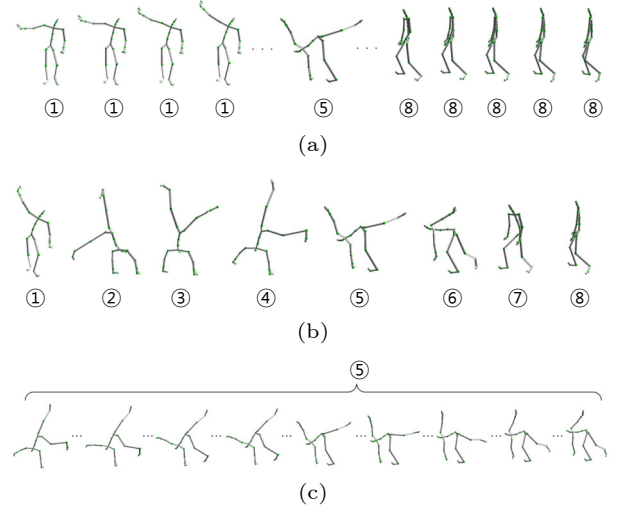 ① ① ① ① ... ⑤ ... ⑧ ⑧ ⑧ ⑧ ⑧
(a)
① ② ③ ④ ⑤ ⑥ ⑦ ⑧
(b)
⑤
... ... ... ... ... ... ... ...
(c)